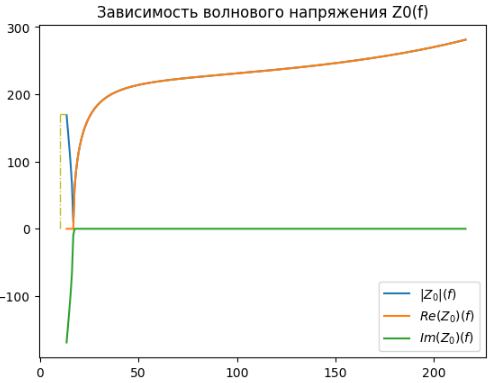 Зависимость волнового напряжения Z0(f)
300
200
100
0
−100
|Z₀|(f)
Re(Z₀)(f)
Im(Z₀)(f)
0 50 100 150 200